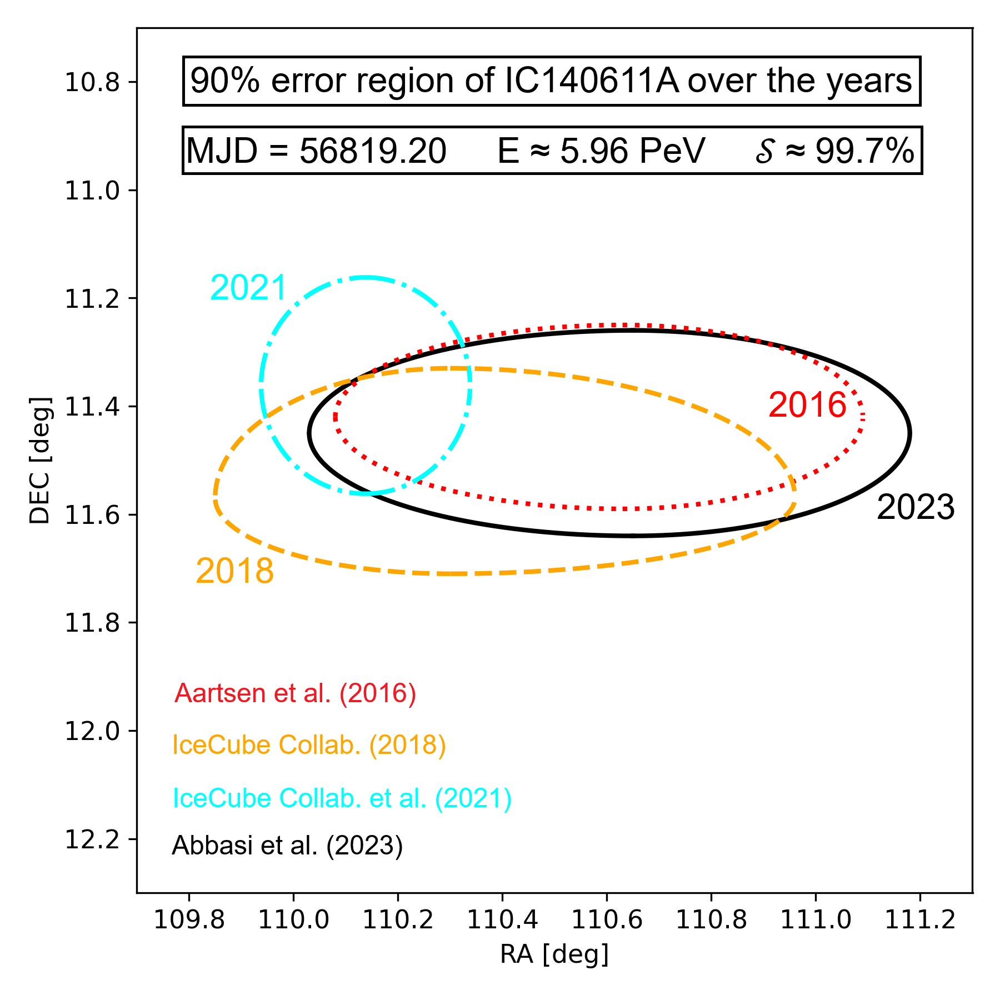 90% error region of IC140611A over the years
MJD = 56819.20 E ≈ 5.96 PeV 𝒮 ≈ 99.7%
10.8
11.0
11.2
11.4
11.6
11.8
12.0
12.2
DEC [deg]
2021
2016
2023
2018
Aartsen et al. (2016)
IceCube Collab. (2018)
IceCube Collab. et al. (2021)
Abbasi et al. (2023)
109.8 110.0 110.2 110.4 110.6 110.8 111.0 111.2
RA [deg]